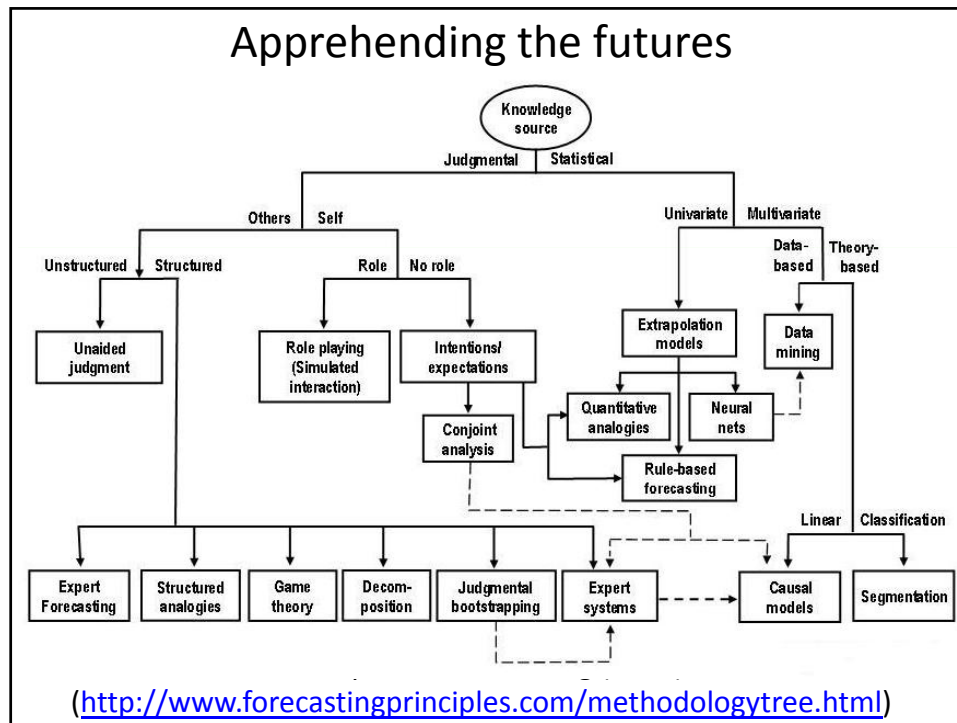 Apprehending the futures
Knowledge
source
Judgmental Statistical
Others Self
Univariate Multivariate
Unstructured Structured
Role No role
Data-
based
Theory-
based
Unaided
judgment
Role playing
(Simulated
interaction)
Intentions/
expectations
Extrapolation
models
Data
mining
Conjoint
analysis
Quantitative
analogies
Neural
nets
Rule-based
forecasting
Linear Classification
Expert
Forecasting
Structured
analogies
Game
theory
Decom-
position
Judgmental
bootstrapping
Expert
systems
Causal
models
Segmentation
(http://www.forecastingprinciples.com/methodologytree.html)